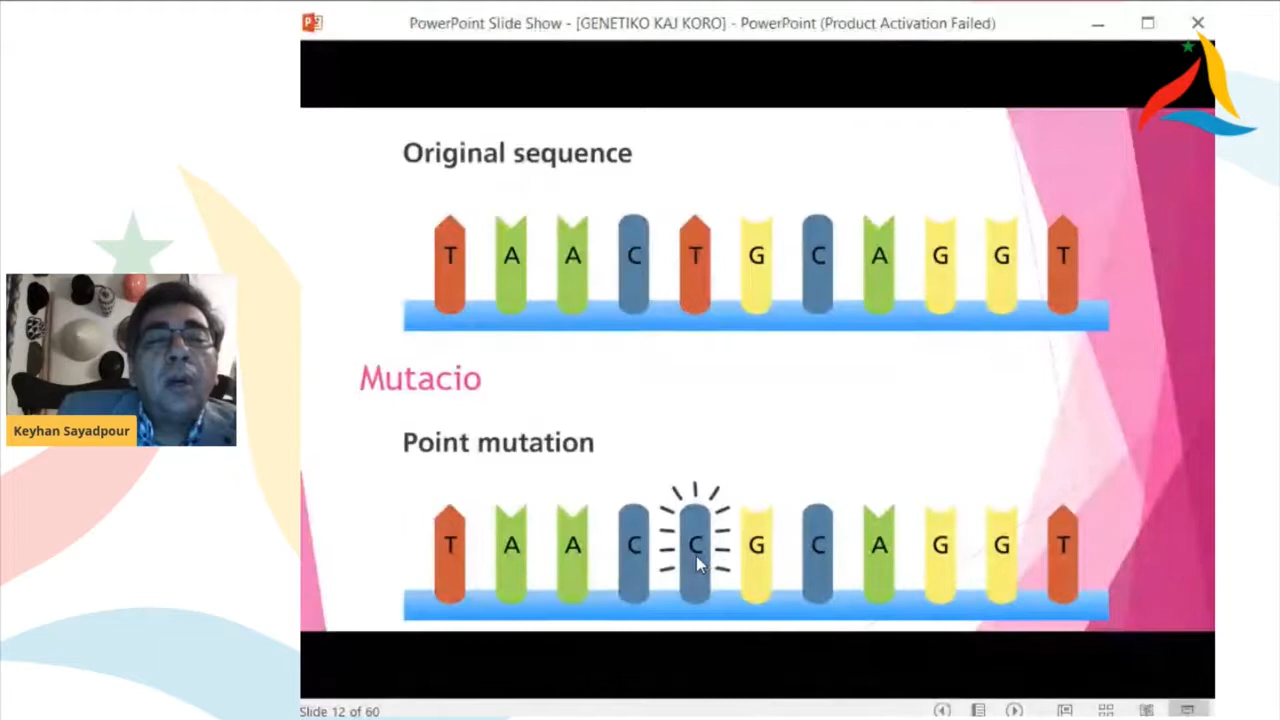 PowerPoint Slide Show - [GENETIKO KAJ KORO] - PowerPoint (Product Activation Failed)
Original sequence
T A A C T G C A G G T
Mutacio
Keyhan Sayadpour
Point mutation
T A A C C G C A G G T
Slide 12 of 60